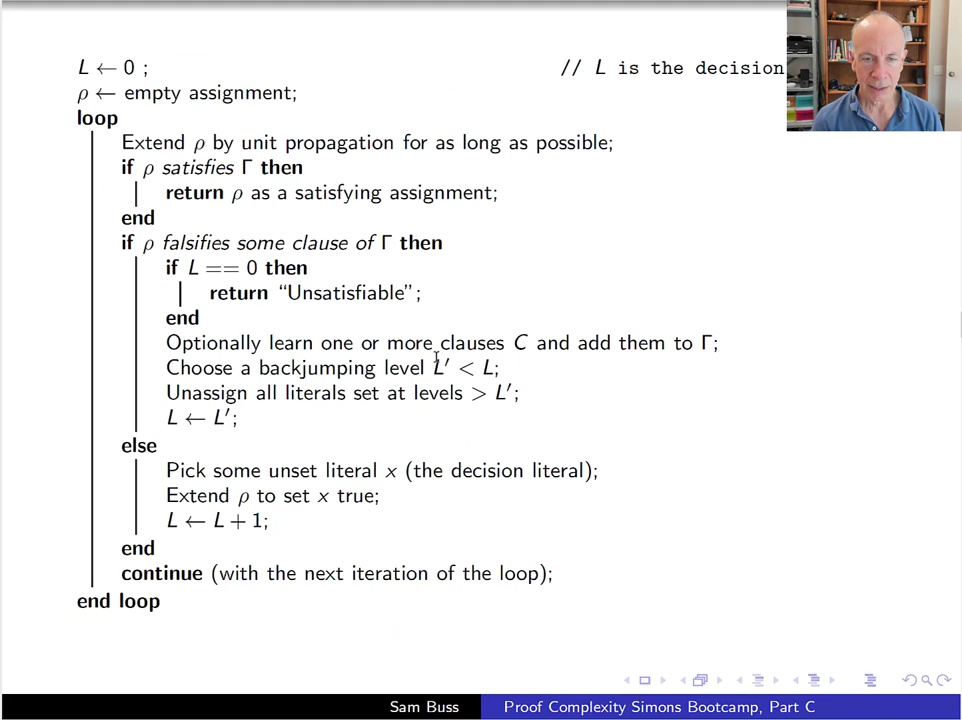 L ← 0 ; // L is the decision
ρ ← empty assignment;
loop
Extend ρ by unit propagation for as long as possible;
if ρ satisfies Γ then
return ρ as a satisfying assignment;
end
if ρ falsifies some clause of Γ then
if L == 0 then
return “Unsatisfiable”;
end
Optionally learn one or more clauses C and add them to Γ;
Choose a backjumping level L′ < L;
Unassign all literals set at levels > L′;
L ← L′;
else
Pick some unset literal x (the decision literal);
Extend ρ to set x true;
L ← L + 1;
end
continue (with the next iteration of the loop);
end loop
Sam Buss Proof Complexity Simons Bootcamp, Part C